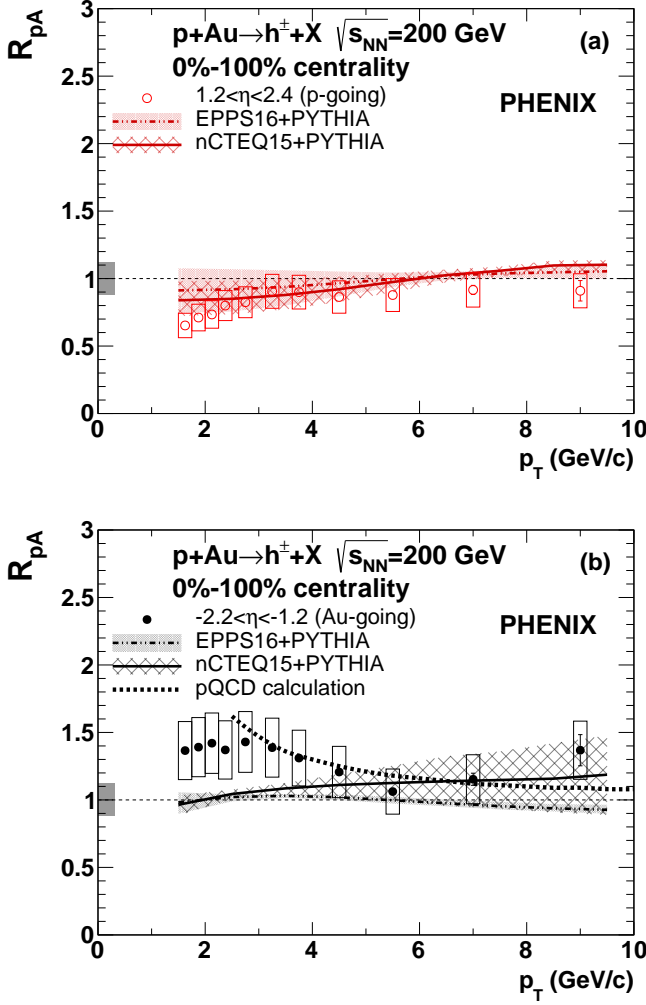 R_pA
3
2.5
2
1.5
1
0.5
0
p+Au→h±+X √s_NN=200 GeV (a)
0%-100% centrality
1.2<η<2.4 (p-going) PHENIX
EPPS16+PYTHIA
nCTEQ15+PYTHIA
0 2 4 6 8 10
p_T (GeV/c)
R_pA
3
2.5
2
1.5
1
0.5
0
p+Au→h±+X √s_NN=200 GeV (b)
0%-100% centrality
-2.2<η<-1.2 (Au-going) PHENIX
EPPS16+PYTHIA
nCTEQ15+PYTHIA
pQCD calculation
0 2 4 6 8 10
p_T (GeV/c)